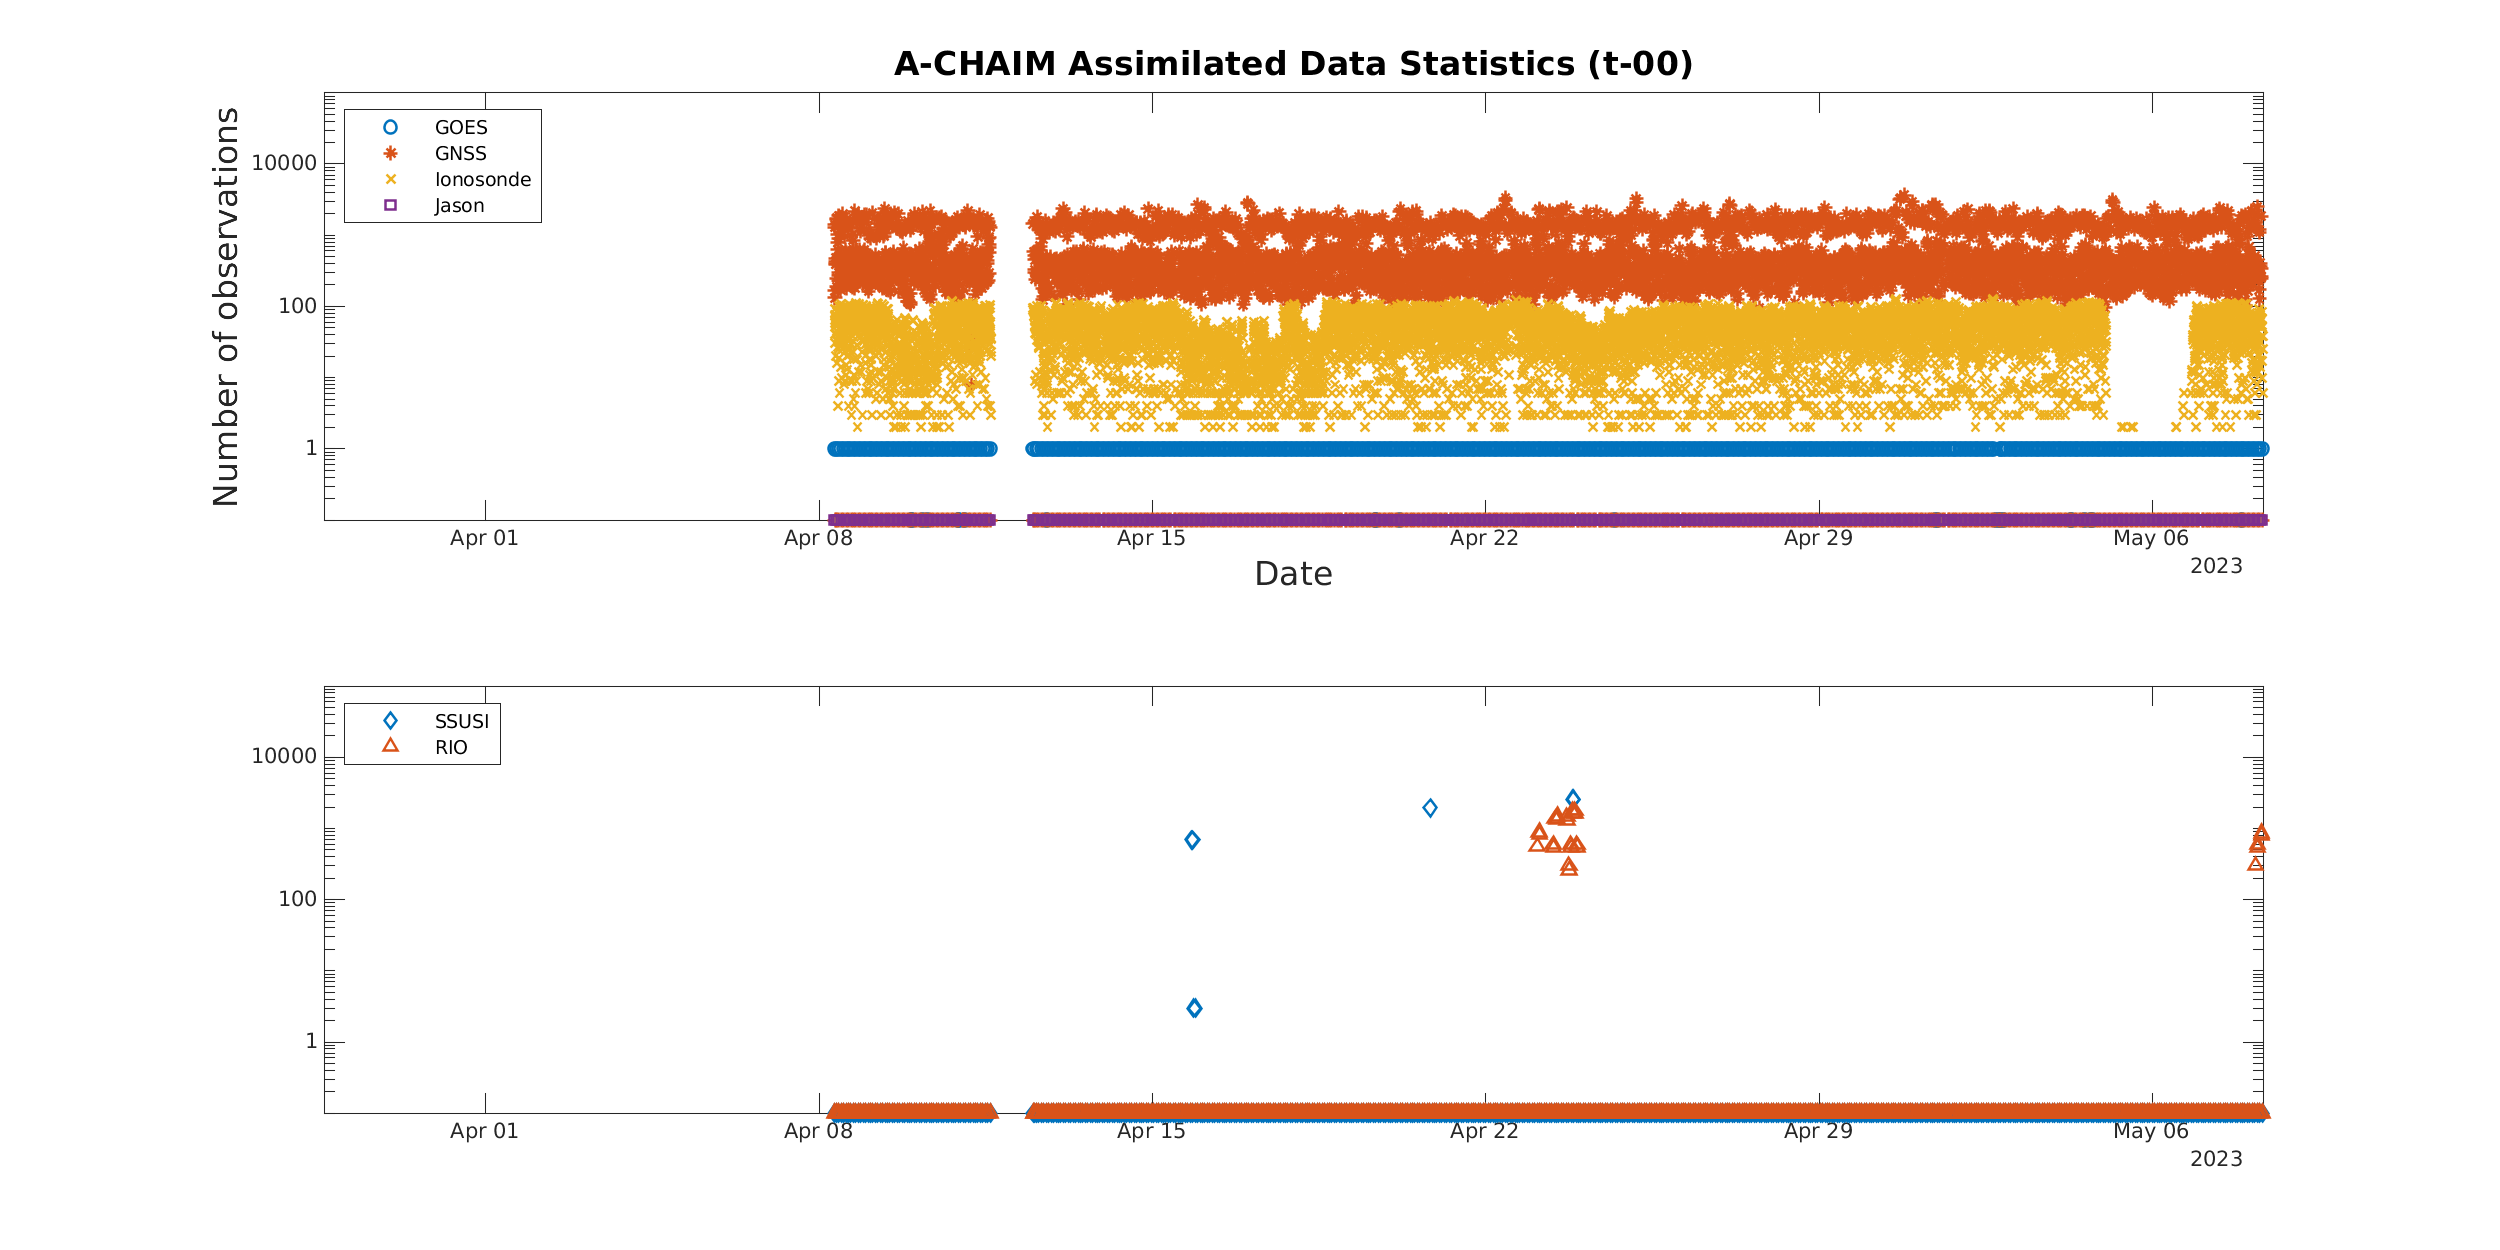 A-CHAIM Assimilated Data Statistics (t-00)
Number of observations
GOES
GNSS
Ionosonde
Jason
10000
100
1
Apr 01 Apr 08 Apr 15 Apr 22 Apr 29 May 06
2023
Date
SSUSI
RIO
10000
100
1
Apr 01 Apr 08 Apr 15 Apr 22 Apr 29 May 06
2023